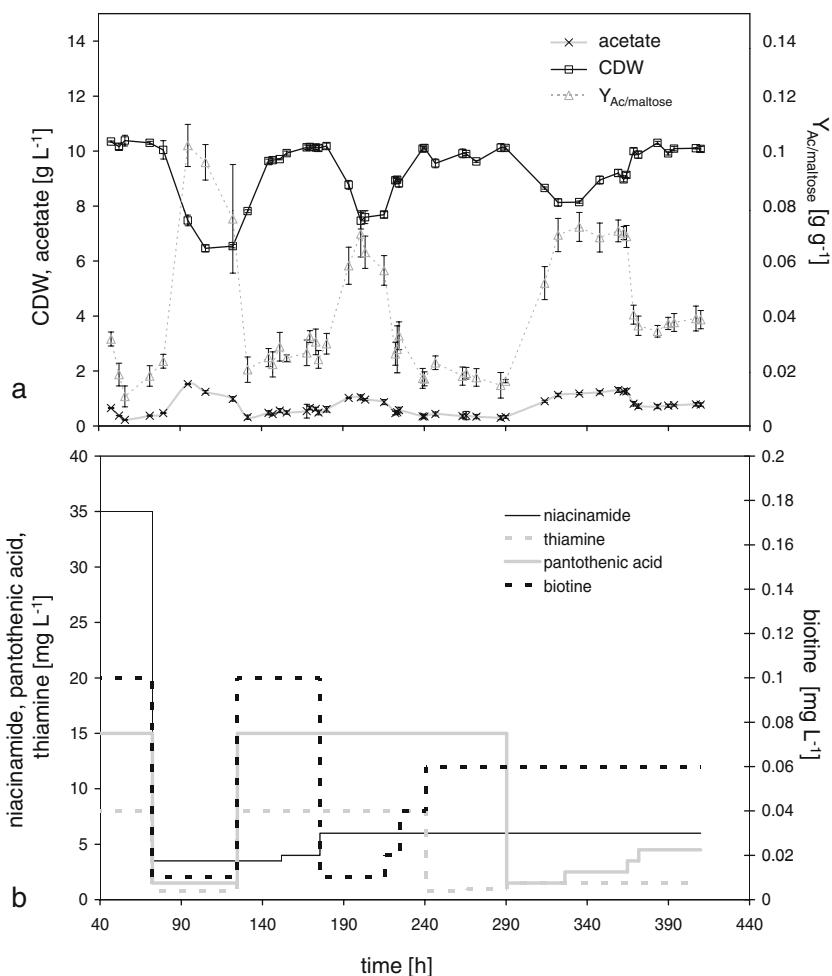 14
12
10
8
6
4
2
0
CDW, acetate [g L-1]
acetate
CDW
YAc/maltose
0.14
0.12
0.1
0.08
0.06
0.04
0.02
0
YAc/maltose [g g-1]
a
40
35
30
25
20
15
10
5
0
niacinamide, pantothenic acid,
thiamine [mg L-1]
niacinamide
thiamine
pantothenic acid
biotine
0.2
0.18
0.16
0.14
0.12
0.1
0.08
0.06
0.04
0.02
0
biotine [mg L-1]
b
40 90 140 190 240 290 340 390 440
time [h]